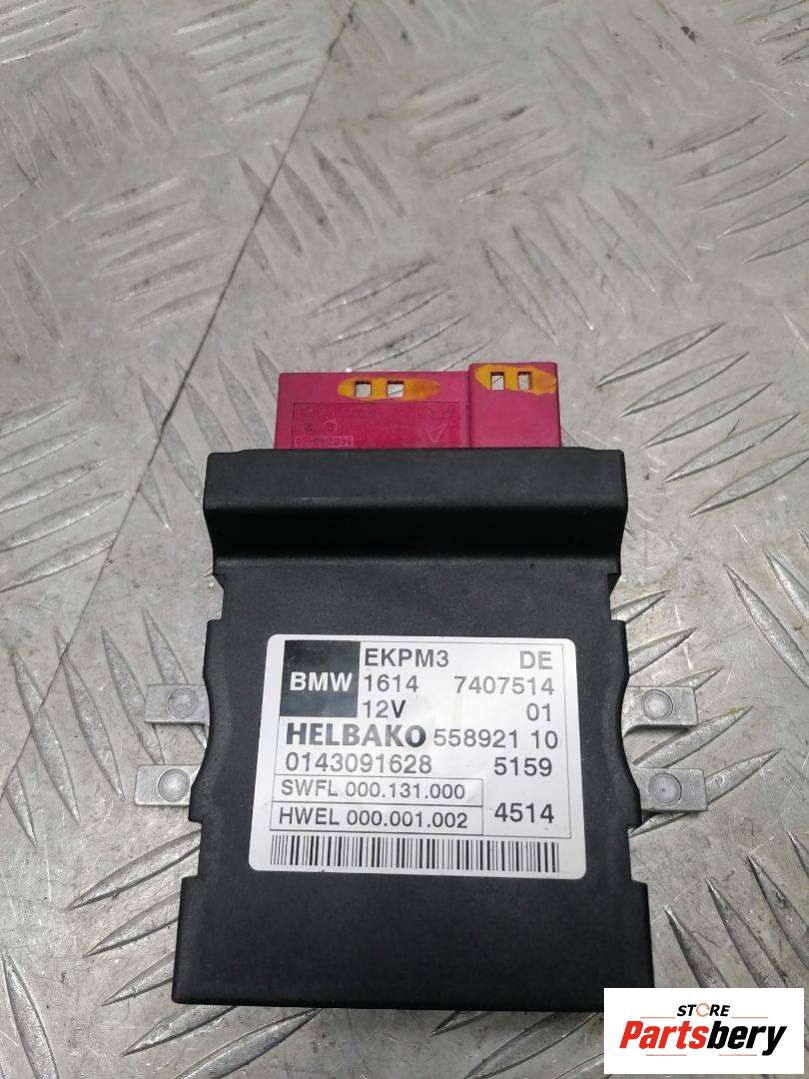 EKPM3 DE
BMW 1614 7407514
12V 01
HELBAKO 558921 10
0143091628 5159
SWFL 000.131.000
HWEL 000.001.002 4514
STORE
Partsbery